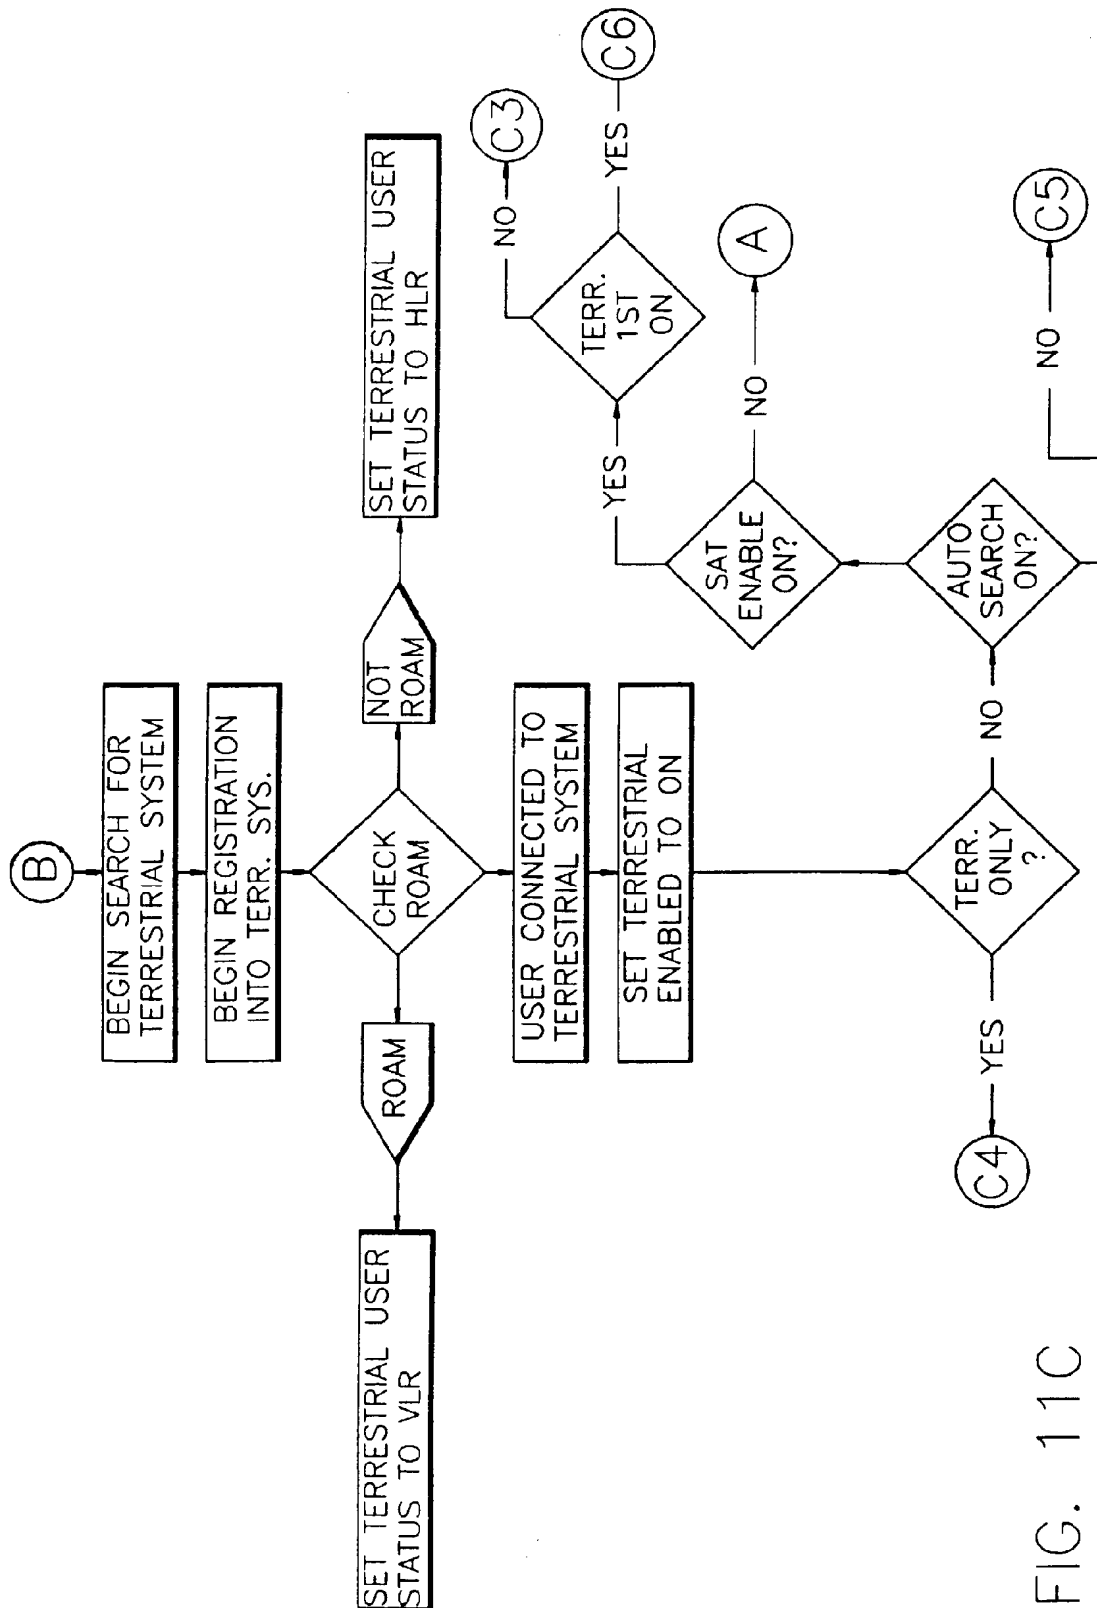 B
BEGIN SEARCH FOR
TERRESTRIAL SYSTEM
BEGIN REGISTRATION
INTO TERR. SYS.
CHECK
ROAM
ROAM
SET TERRESTRIAL USER
STATUS TO VLR
NOT
ROAM
SET TERRESTRIAL USER
STATUS TO HLR
USER CONNECTED TO
TERRESTRIAL SYSTEM
SET TERRESTRIAL
ENABLED TO ON
TERR.
ONLY
?
YES
C4
NO
AUTO
SEARCH
ON?
NO
C5
SAT
ENABLE
ON?
NO
A
YES
TERR.
1ST
ON
NO
C3
YES
C6
FIG. 11C